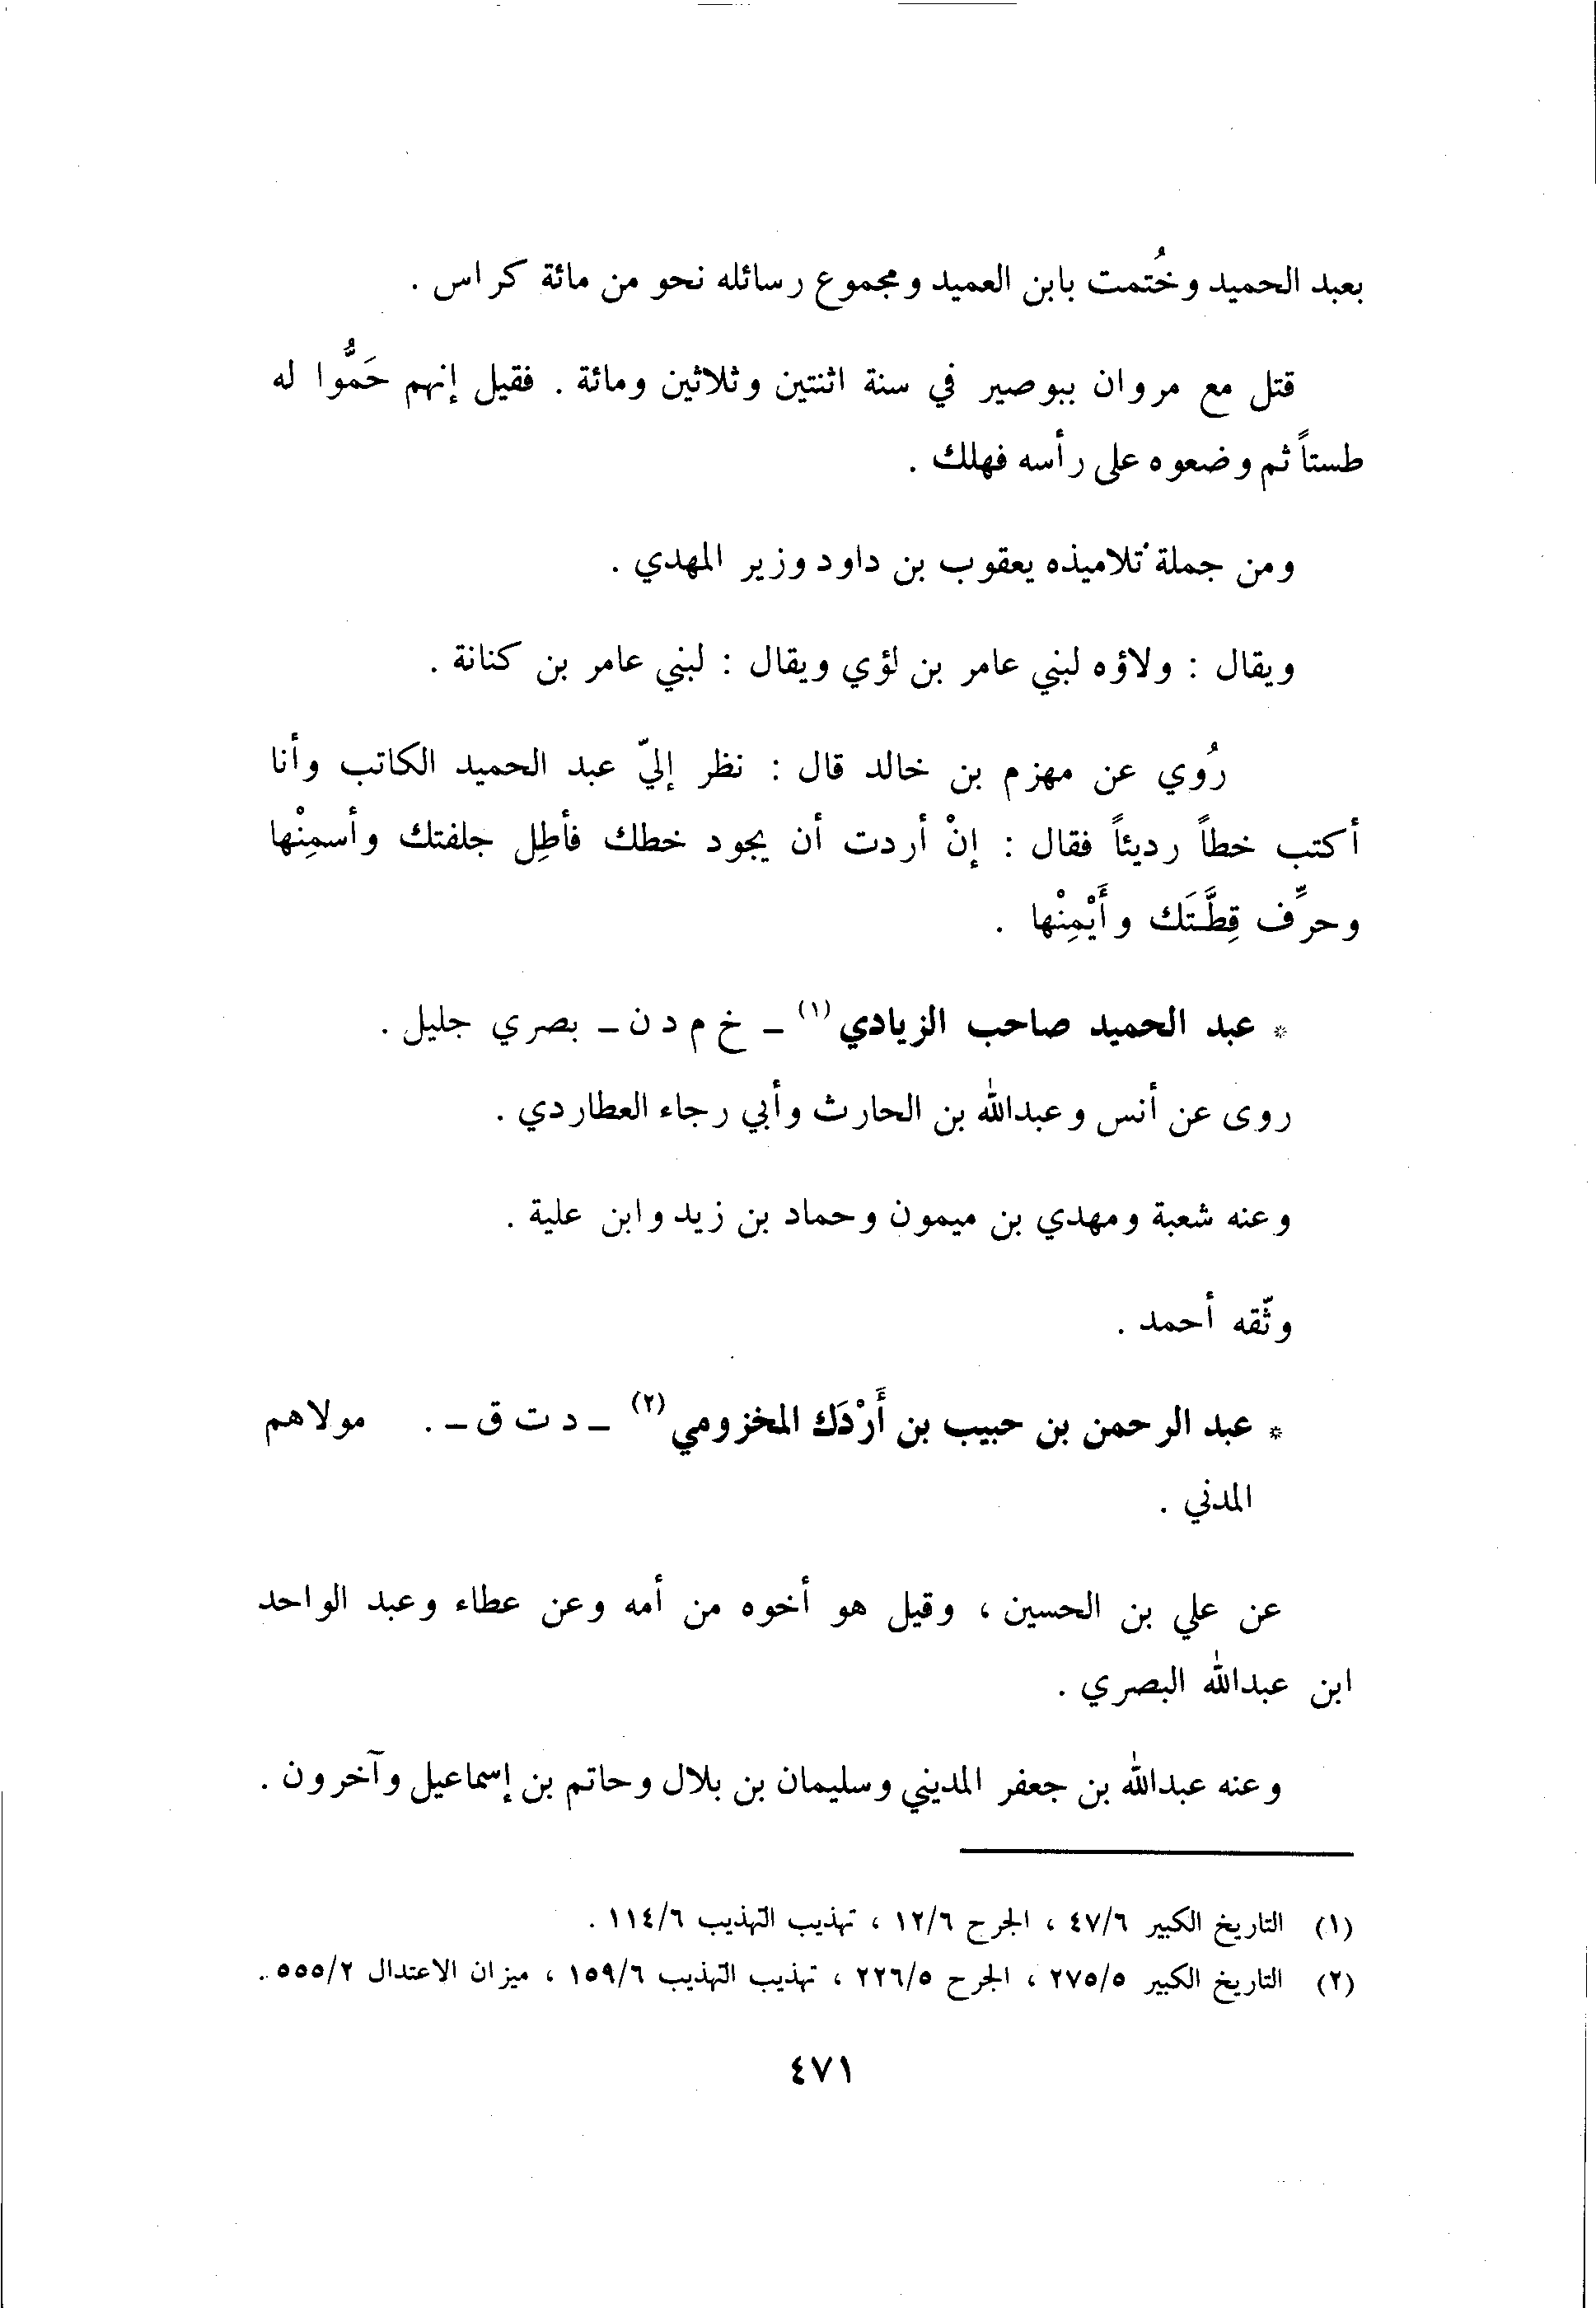 بعبد الحميد وخُتمت بابن العميد ومجموع رسائله نحو من مائة كراس .
قتل مع مروان ببوصير في سنة اثنتين وثلاثين ومائة . فقيل إنهم حَمُّوا له
طستاً ثم وضعوه على رأسه فهلك .
ومن جملة تلاميذه يعقوب بن داود وزير المهدي .
ويقال : ولاؤه لبني عامر بن لؤي ويقال : لبني عامر بن كنانة .
رُوي عن مهزم بن خالد قال : نظر إليّ عبد الحميد الكاتب وأنا
أكتب خطاً رديئاً فقال : إنْ أردت أن يجود خطك فأطِل جلفتك وأسمِنْها
وحرِّف قِطَّتَك وأَيْمِنْها .
* عبد الحميد صاحب الزيادي (١) ـ خ م د ن ـ بصري جليل .
روى عن أنس وعبدالله بن الحارث وأبي رجاء العطاردي .
وعنه شعبة ومهدي بن ميمون وحماد بن زيد وابن علية .
وثّقه أحمد .
* عبد الرحمن بن حبيب بن أَرْدَك المخزومي (٢) ـ د ت ق ـ . مولاهم
المدني .
عن علي بن الحسين ، وقيل هو أخوه من أمه وعن عطاء وعبد الواحد
ابن عبدالله البصري .
وعنه عبدالله بن جعفر المديني وسليمان بن بلال وحاتم بن إسماعيل وآخرون .
(١) التاريخ الكبير ٤٧/٦ ، الجرح ١٢/٦ ، تهذيب التهذيب ١١٤/٦ .
(٢) التاريخ الكبير ٢٧٥/٥ ، الجرح ٢٢٦/٥ ، تهذيب التهذيب ١٥٩/٦ ، ميزان الاعتدال ٥٥٥/٢ .
٤٧١